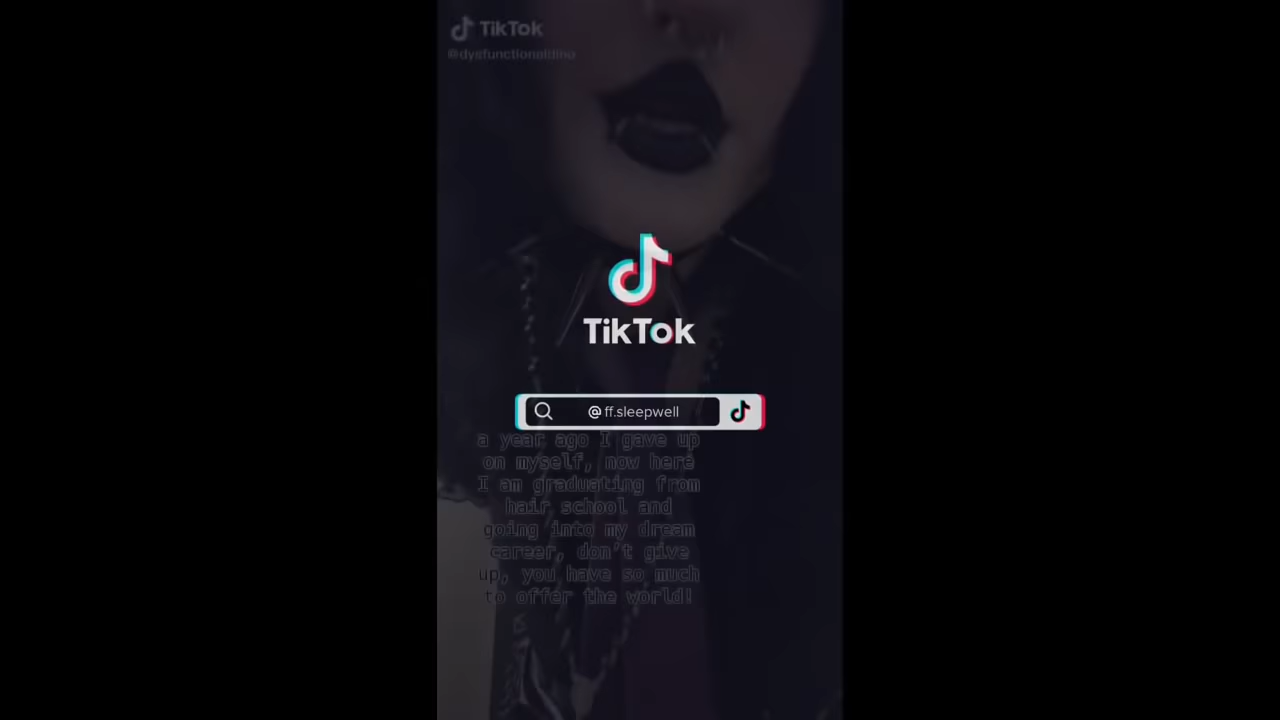 TikTok
@dysfunctionaldino
TikTok
@ff.sleepwell
a year ago I gave up
on myself, now here
I am graduating from
hair school and
going into my dream
career, don't give
up, you have so much
to offer the world!